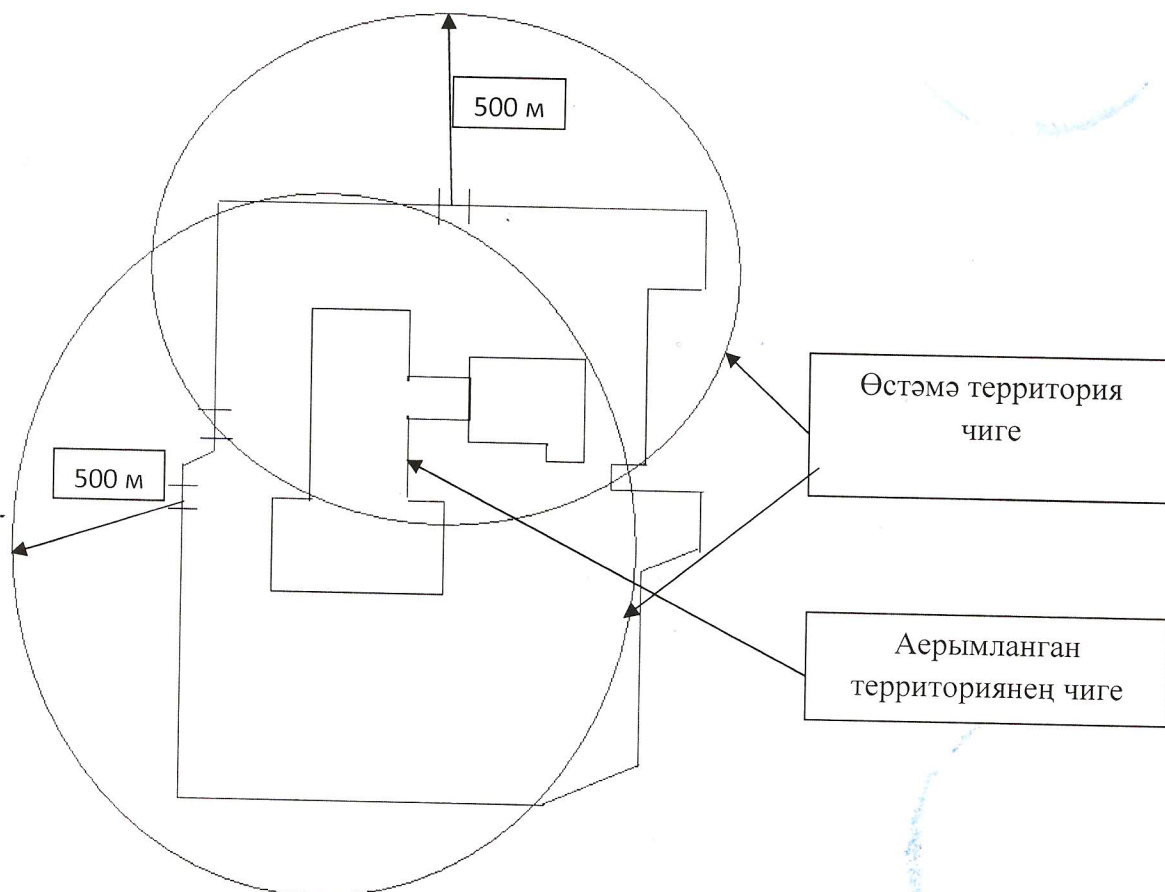 500 м
Өстәмә территория
чиге
500 м
Аерымланган
территориянең чиге